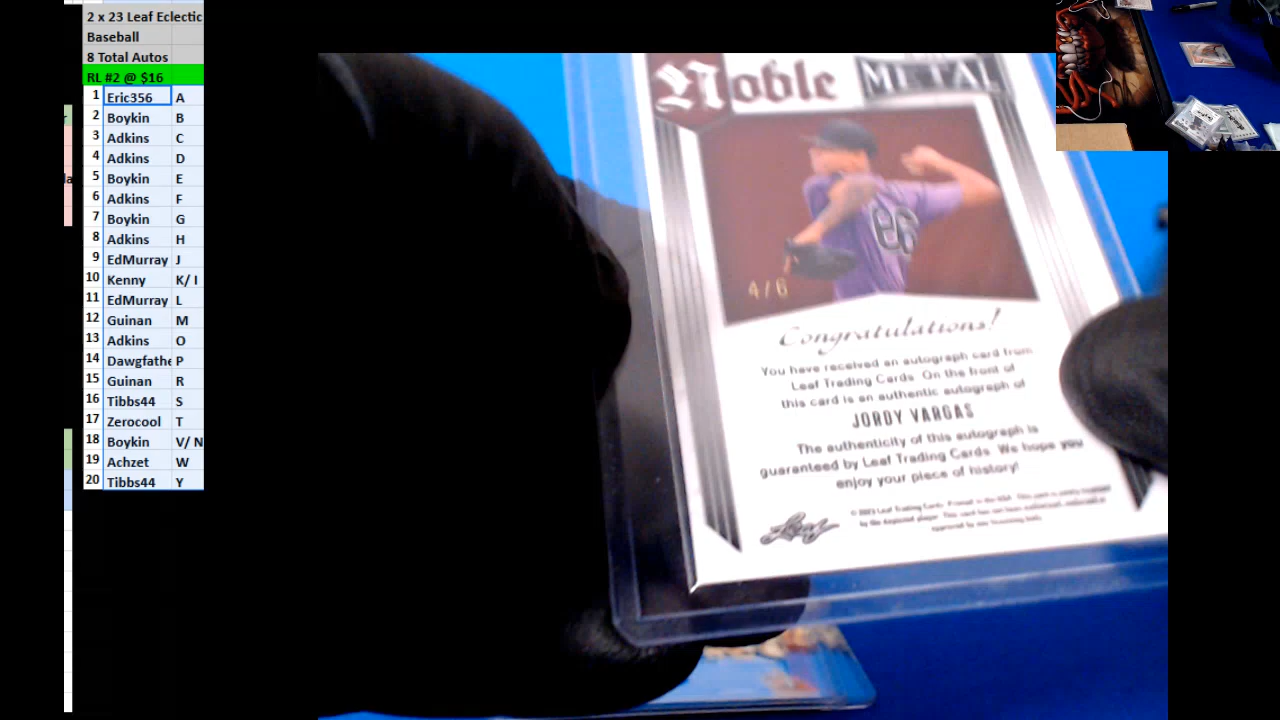 2 x 23 Leaf Eclectic
Baseball
8 Total Autos
RL #2 @ $16
1 Eric356 A
2 Boykin B
3 Adkins C
4 Adkins D
5 Boykin E
6 Adkins F
7 Boykin G
8 Adkins H
9 EdMurray J
10 Kenny K/ I
11 EdMurray L
12 Guinan M
13 Adkins O
14 Dawgfathe P
15 Guinan R
16 Tibbs44 S
17 Zerocool T
18 Boykin V/ N
19 Achzet W
20 Tibbs44 Y
Noble METAL
4/6
Congratulations!
You have received an autograph card from
Leaf Trading Cards. On the front of
this card is an authentic autograph of
JORDY VARGAS
The authenticity of this autograph is
guaranteed by Leaf Trading Cards. We hope you
enjoy your piece of history!
Leaf